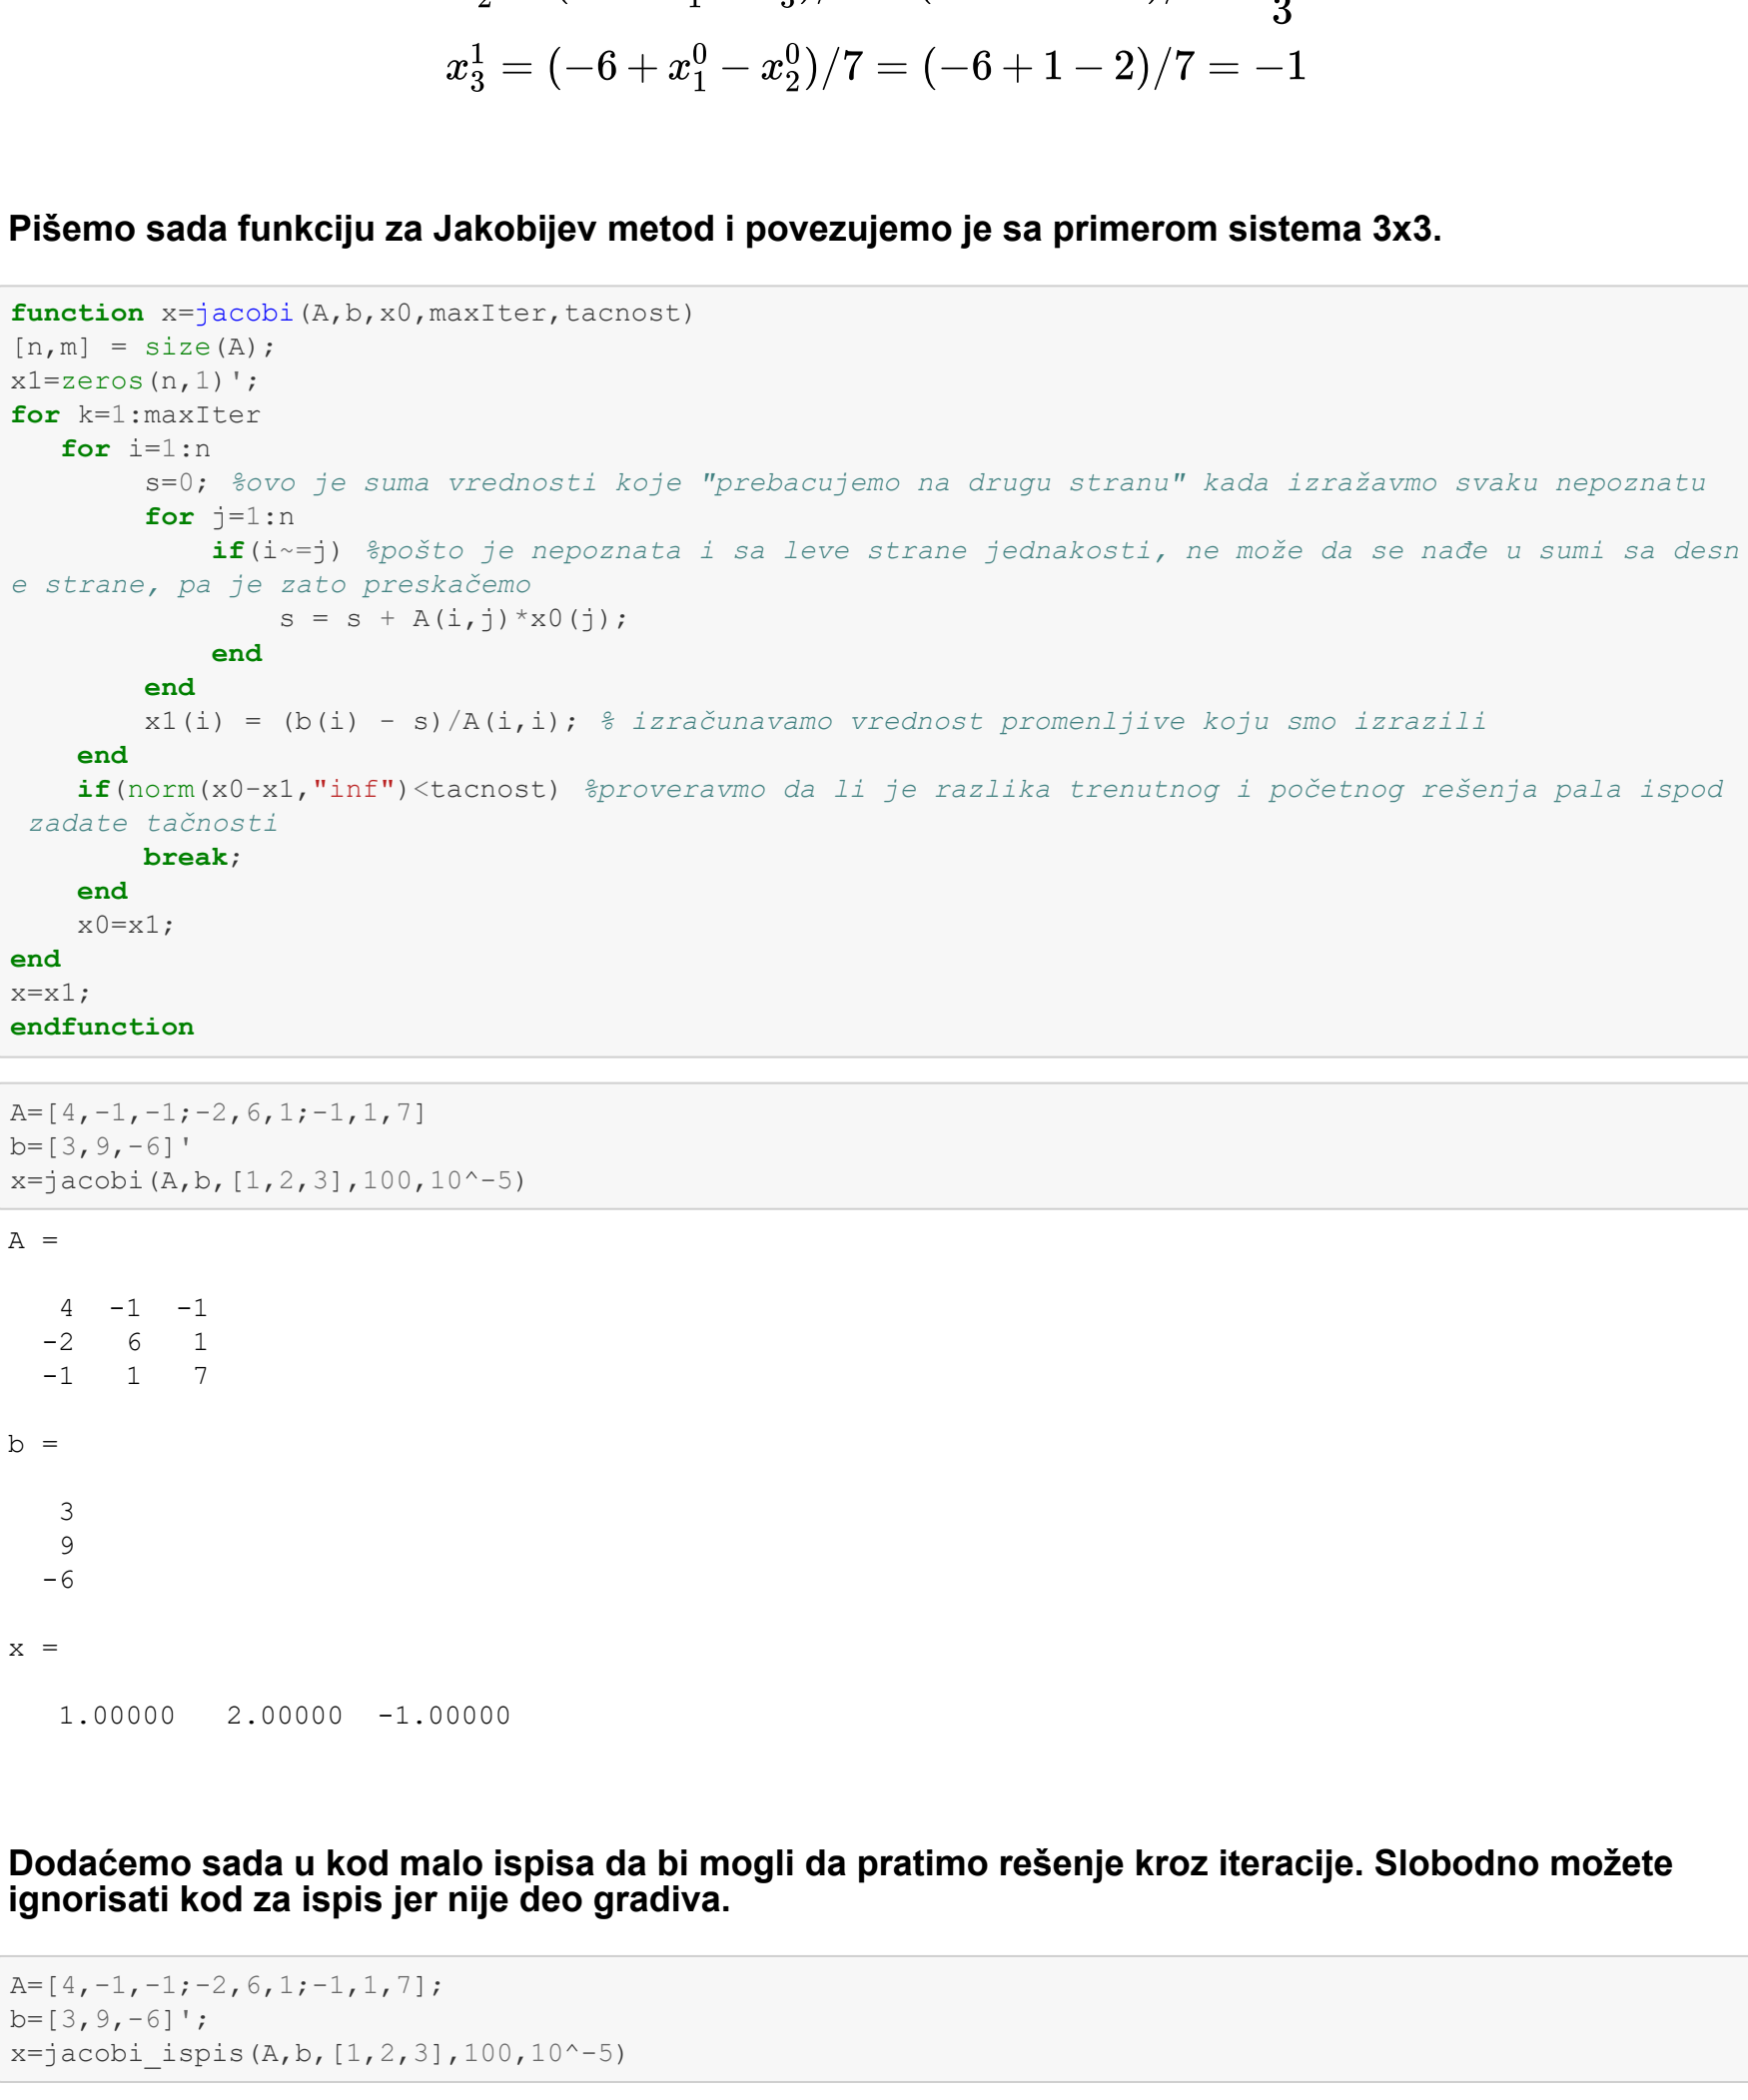 3
x_3^1 = (−6 + x_1^0 − x_2^0)/7 = (−6 + 1 − 2)/7 = −1
Pišemo sada funkciju za Jakobijev metod i povezujemo je sa primerom sistema 3x3.
function x=jacobi(A,b,x0,maxIter,tacnost)
[n,m] = size(A);
x1=zeros(n,1)';
for k=1:maxIter
   for i=1:n
        s=0; %ovo je suma vrednosti koje "prebacujemo na drugu stranu" kada izražavmo svaku nepoznatu
        for j=1:n
            if(i~=j) %pošto je nepoznata i sa leve strane jednakosti, ne može da se nađe u sumi sa desn
e strane, pa je zato preskačemo
                s = s + A(i,j)*x0(j);
            end
        end
        x1(i) = (b(i) - s)/A(i,i); % izračunavamo vrednost promenljive koju smo izrazili
    end
    if(norm(x0-x1,"inf")<tacnost) %proveravmo da li je razlika trenutnog i početnog rešenja pala ispod
 zadate tačnosti
        break;
    end
    x0=x1;
end
x=x1;
endfunction
A=[4,-1,-1;-2,6,1;-1,1,7]
b=[3,9,-6]'
x=jacobi(A,b,[1,2,3],100,10^-5)
A =
   4  -1  -1
  -2   6   1
  -1   1   7
b =
   3
   9
  -6
x =
   1.00000   2.00000  -1.00000
Dodaćemo sada u kod malo ispisa da bi mogli da pratimo rešenje kroz iteracije. Slobodno možete
ignorisati kod za ispis jer nije deo gradiva.
A=[4,-1,-1;-2,6,1;-1,1,7];
b=[3,9,-6]';
x=jacobi_ispis(A,b,[1,2,3],100,10^-5)